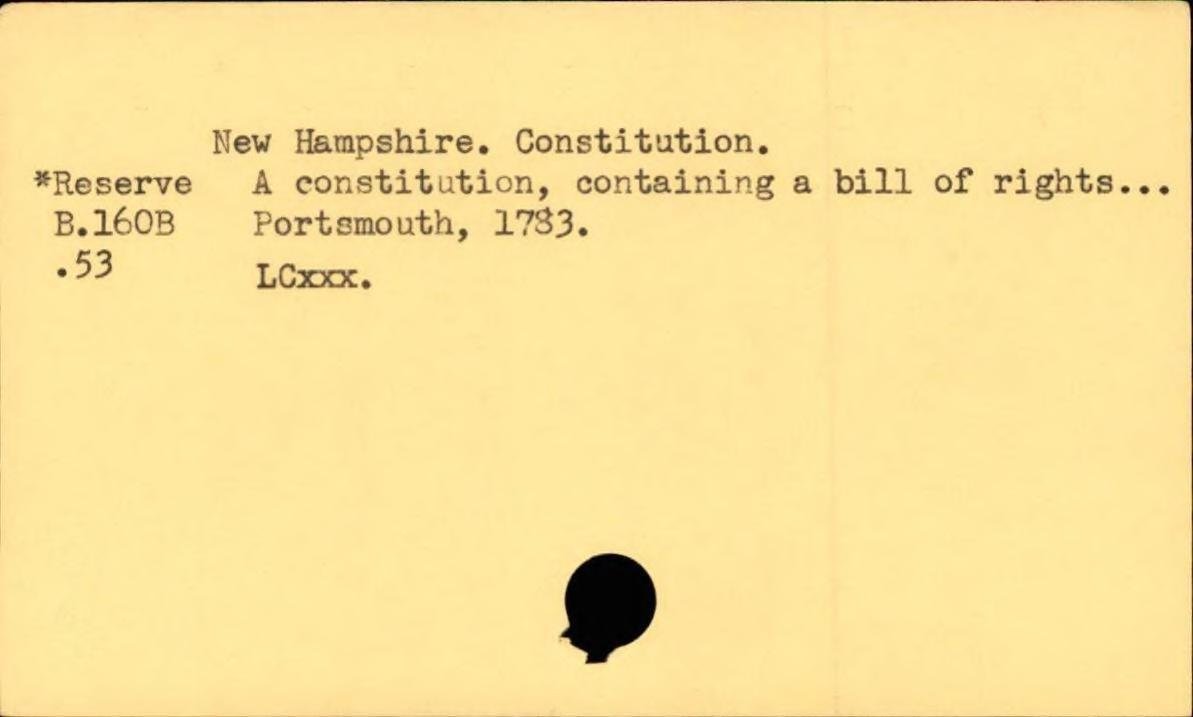 New Hampshire. Constitution.
*Reserve A constitution, containing a bill of rights...
B.160B Portsmouth, 1783.
.53 LCxxx.